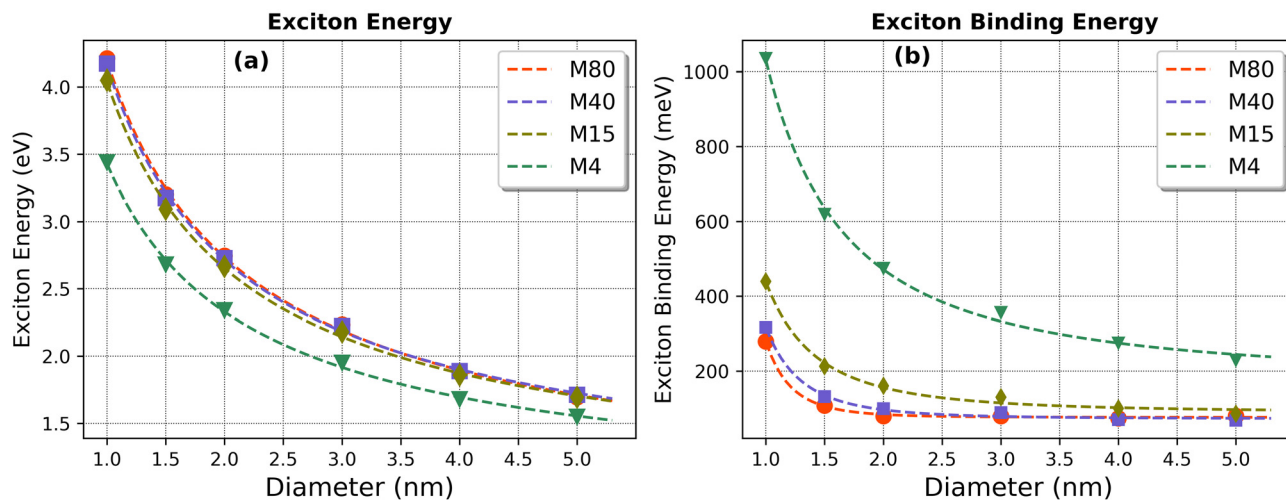 Exciton Energy
(a)
M80
M40
M15
M4
Exciton Energy (eV)
4.0
3.5
3.0
2.5
2.0
1.5
1.0 1.5 2.0 2.5 3.0 3.5 4.0 4.5 5.0
Diameter (nm)
Exciton Binding Energy
(b)
M80
M40
M15
M4
Exciton Binding Energy (meV)
1000
800
600
400
200
1.0 1.5 2.0 2.5 3.0 3.5 4.0 4.5 5.0
Diameter (nm)